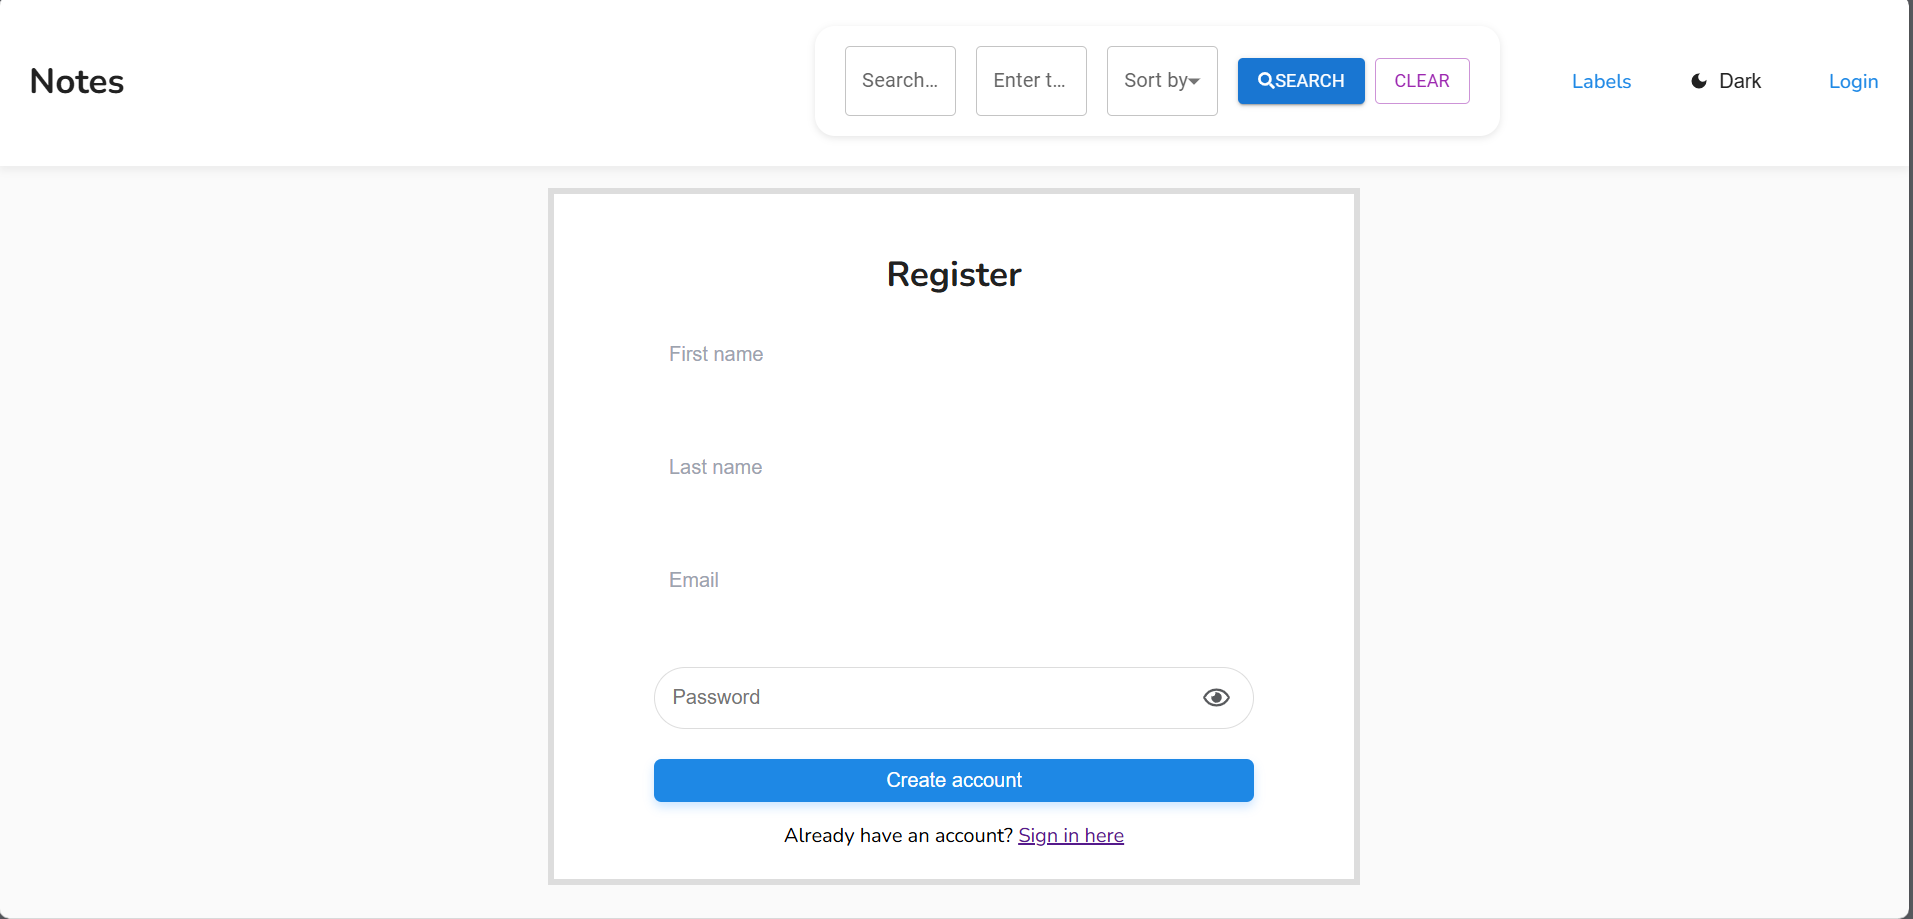 Notes
Search...
Enter t...
Sort by
SEARCH
CLEAR
Labels
Dark
Login
Register
First name
Last name
Email
Password
Create account
Already have an account? Sign in here